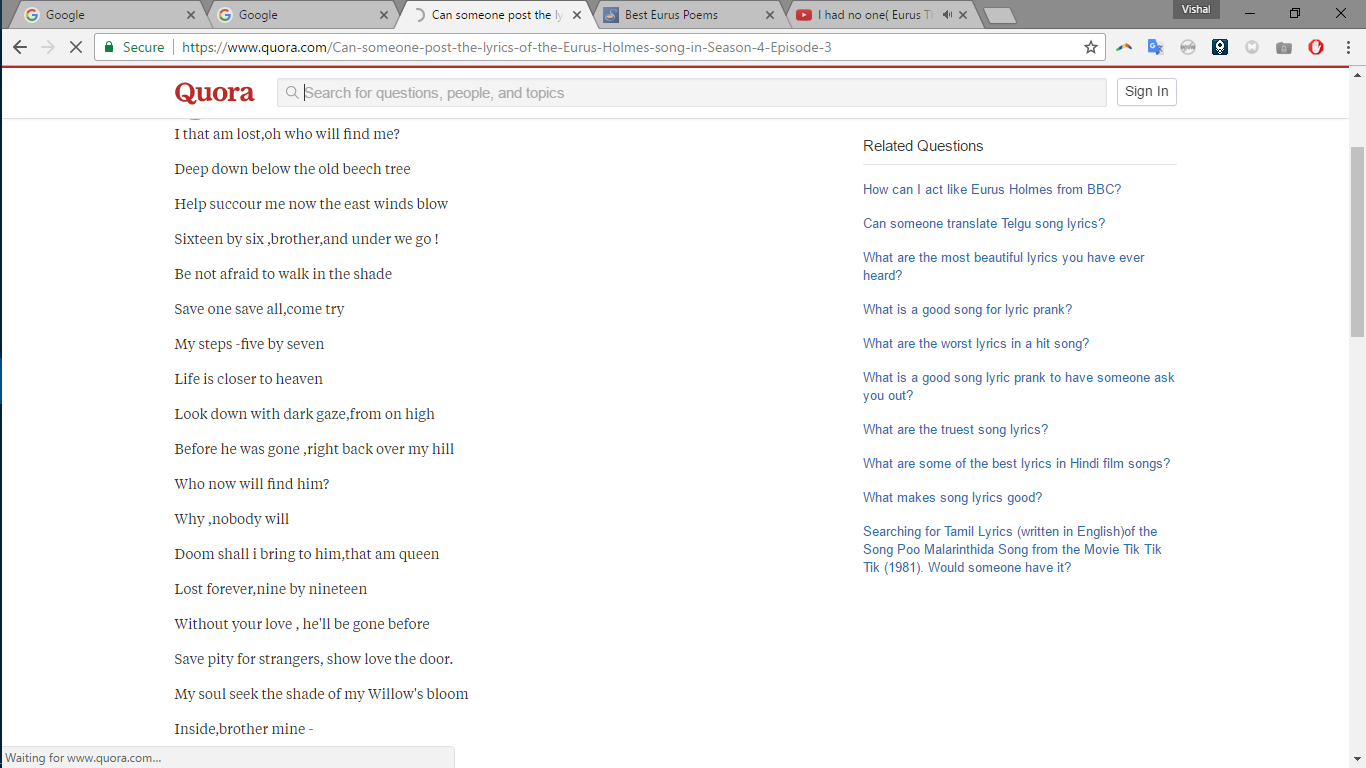 Google
Google
Can someone post the ly
Best Eurus Poems
I had no one( Eurus Ti
Vishal
Secure
https://www.quora.com/Can-someone-post-the-lyrics-of-the-Eurus-Holmes-song-in-Season-4-Episode-3
Quora
Search for questions, people, and topics
Sign In
I that am lost,oh who will find me?
Deep down below the old beech tree
Help succour me now the east winds blow
Sixteen by six ,brother,and under we go !
Be not afraid to walk in the shade
Save one save all,come try
My steps -five by seven
Life is closer to heaven
Look down with dark gaze,from on high
Before he was gone ,right back over my hill
Who now will find him?
Why ,nobody will
Doom shall i bring to him,that am queen
Lost forever,nine by nineteen
Without your love , he'll be gone before
Save pity for strangers, show love the door.
My soul seek the shade of my Willow's bloom
Inside,brother mine -
Related Questions
How can I act like Eurus Holmes from BBC?
Can someone translate Telgu song lyrics?
What are the most beautiful lyrics you have ever
heard?
What is a good song for lyric prank?
What are the worst lyrics in a hit song?
What is a good song lyric prank to have someone ask
you out?
What are the truest song lyrics?
What are some of the best lyrics in Hindi film songs?
What makes song lyrics good?
Searching for Tamil Lyrics (written in English)of the
Song Poo Malarinthida Song from the Movie Tik Tik
Tik (1981). Would someone have it?
Waiting for www.quora.com...